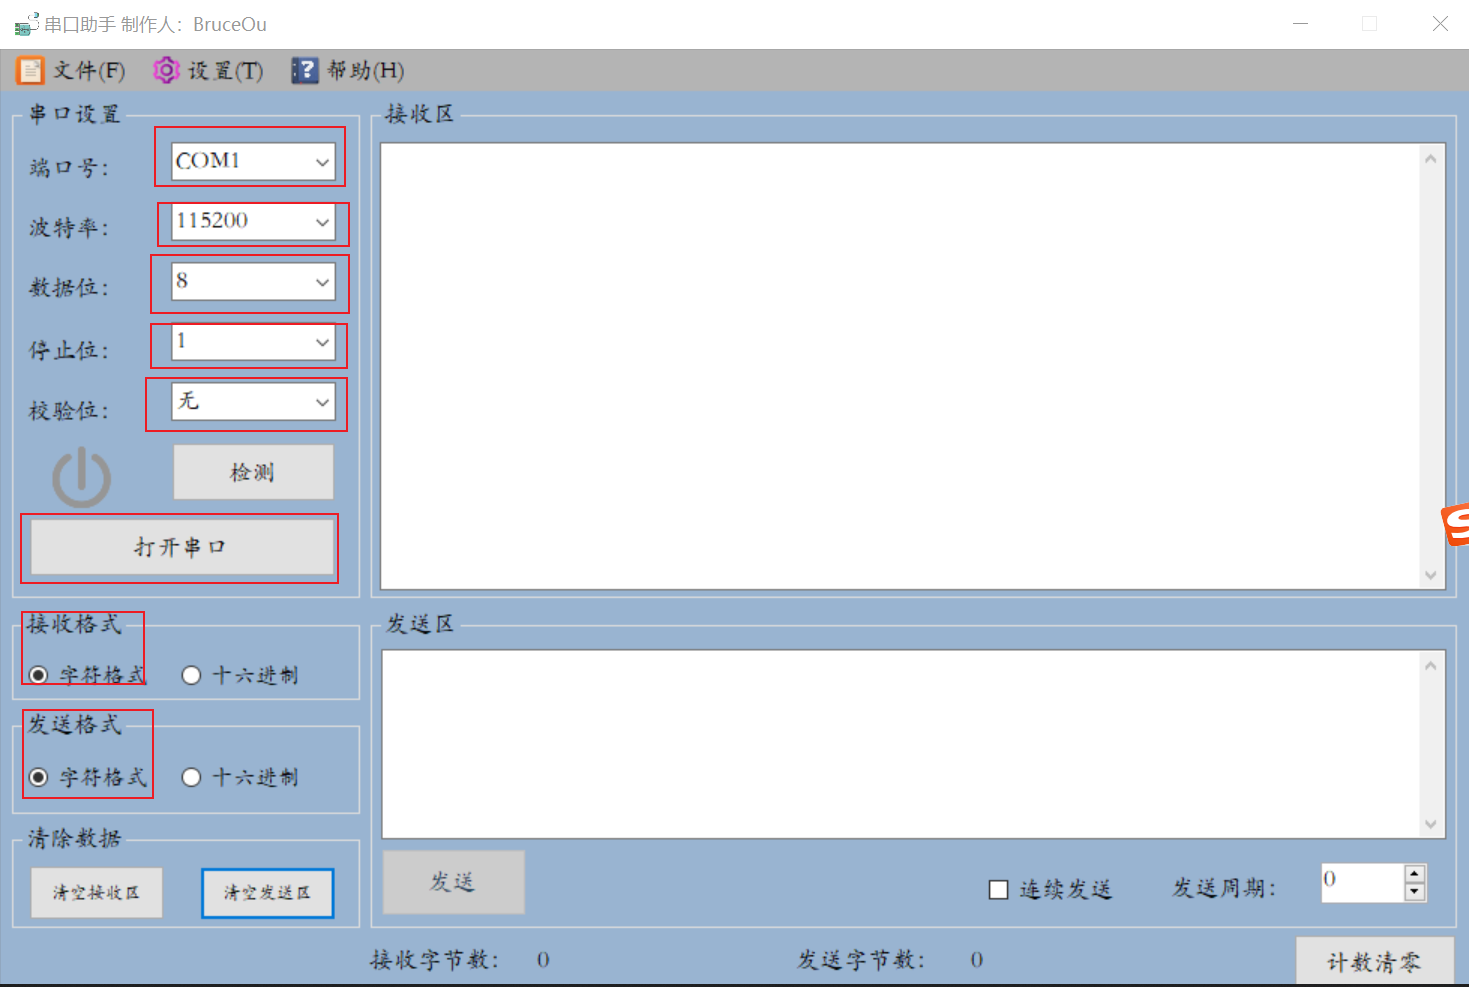 串口助手 制作人：BruceOu
文件(F) 设置(T) 帮助(H)
串口设置
端口号： COM1
波特率： 115200
数据位： 8
停止位： 1
校验位： 无
检测
打开串口
接收格式
字符格式 十六进制
发送格式
字符格式 十六进制
清除数据
清空接收区 清空发送区
接收区
发送区
发送 连续发送 发送周期： 0
接收字节数： 0 发送字节数： 0 计数清零